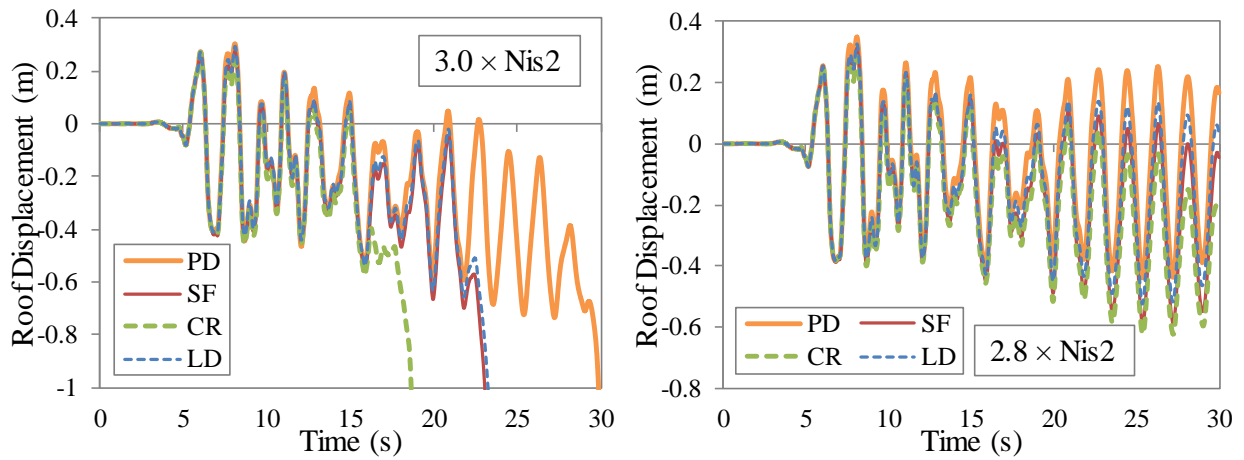 0.4
0.2
0
-0.2
-0.4
-0.6
-0.8
-1
Roof Displacement (m)
3.0 × Nis2
PD
SF
CR
LD
0 5 10 15 20 25 30
Time (s)
0.4
0.2
0
-0.2
-0.4
-0.6
-0.8
Roof Displacement (m)
PD SF
CR LD
2.8 × Nis2
0 5 10 15 20 25 30
Time (s)